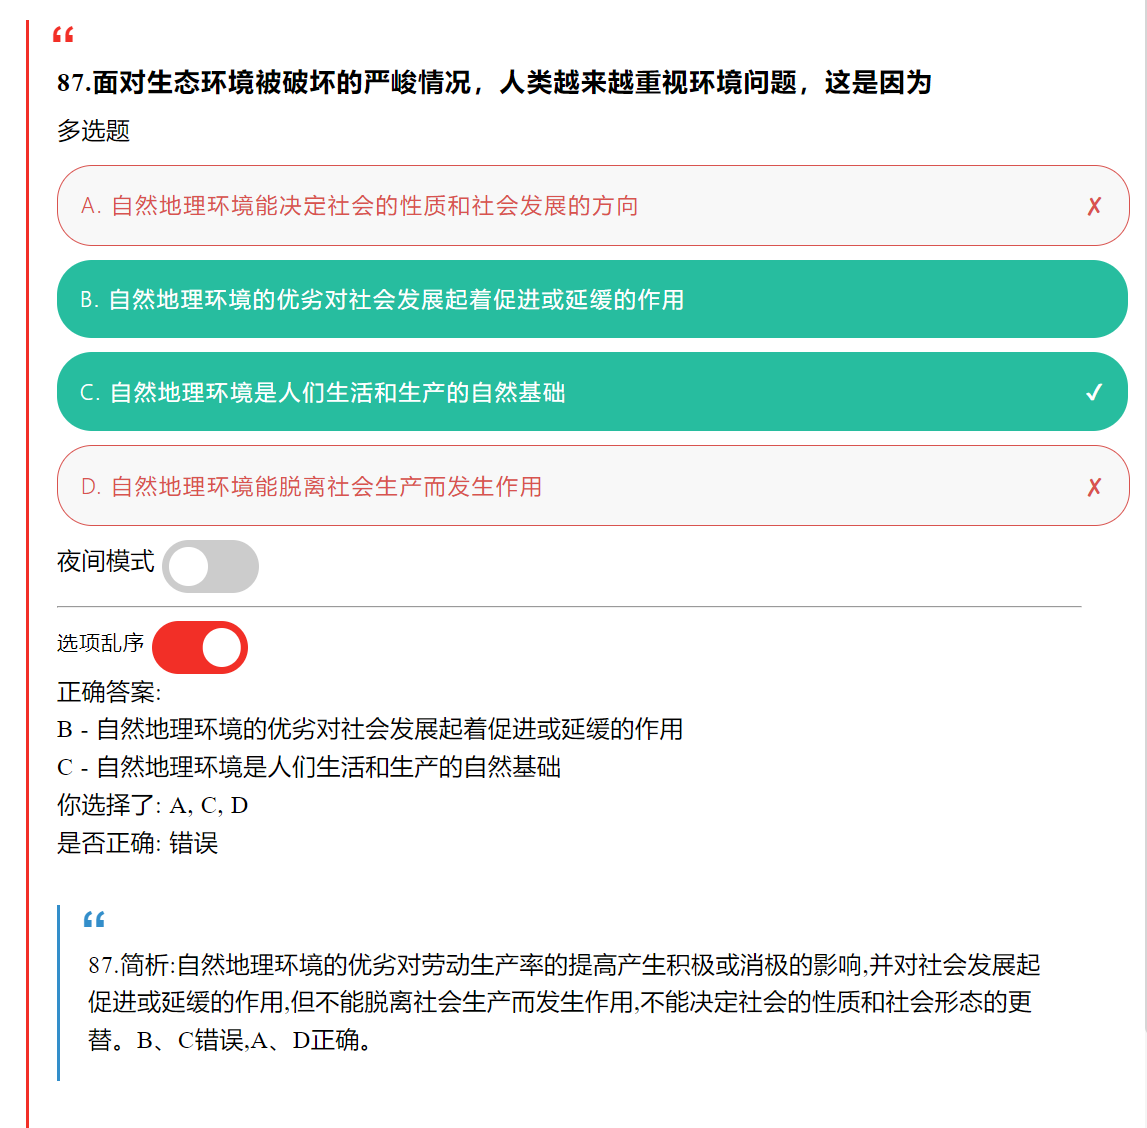 “
87.面对生态环境被破坏的严峻情况，人类越来越重视环境问题，这是因为
多选题
A. 自然地理环境能决定社会的性质和社会发展的方向 ✗
B. 自然地理环境的优劣对社会发展起着促进或延缓的作用
C. 自然地理环境是人们生活和生产的自然基础 ✓
D. 自然地理环境能脱离社会生产而发生作用 ✗
夜间模式
选项乱序
正确答案:
B - 自然地理环境的优劣对社会发展起着促进或延缓的作用
C - 自然地理环境是人们生活和生产的自然基础
你选择了: A, C, D
是否正确: 错误
“
87.简析:自然地理环境的优劣对劳动生产率的提高产生积极或消极的影响,并对社会发展起
促进或延缓的作用,但不能脱离社会生产而发生作用,不能决定社会的性质和社会形态的更
替。B、C错误,A、D正确。